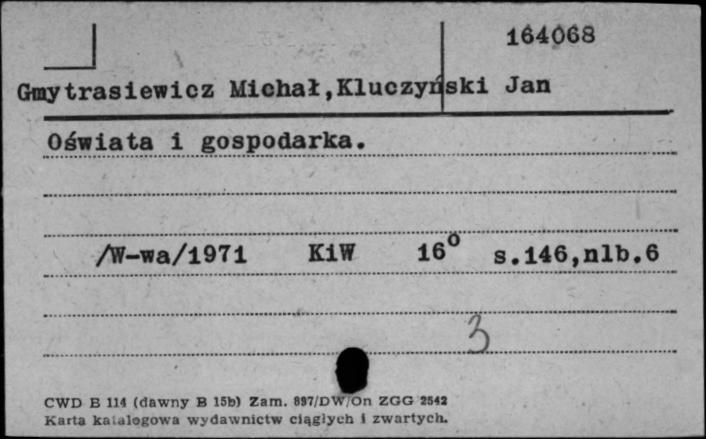 164068
Gmytrasiewicz Michał,Kluczyński Jan
Oświata i gospodarka.
/W-wa/1971 KiW 16° s.146,nlb.6
3
CWD B 114 (dawny B 15b) Zam. 897/DW/On ZGG 2542
Karta katalogowa wydawnictw ciągłych i zwartych.